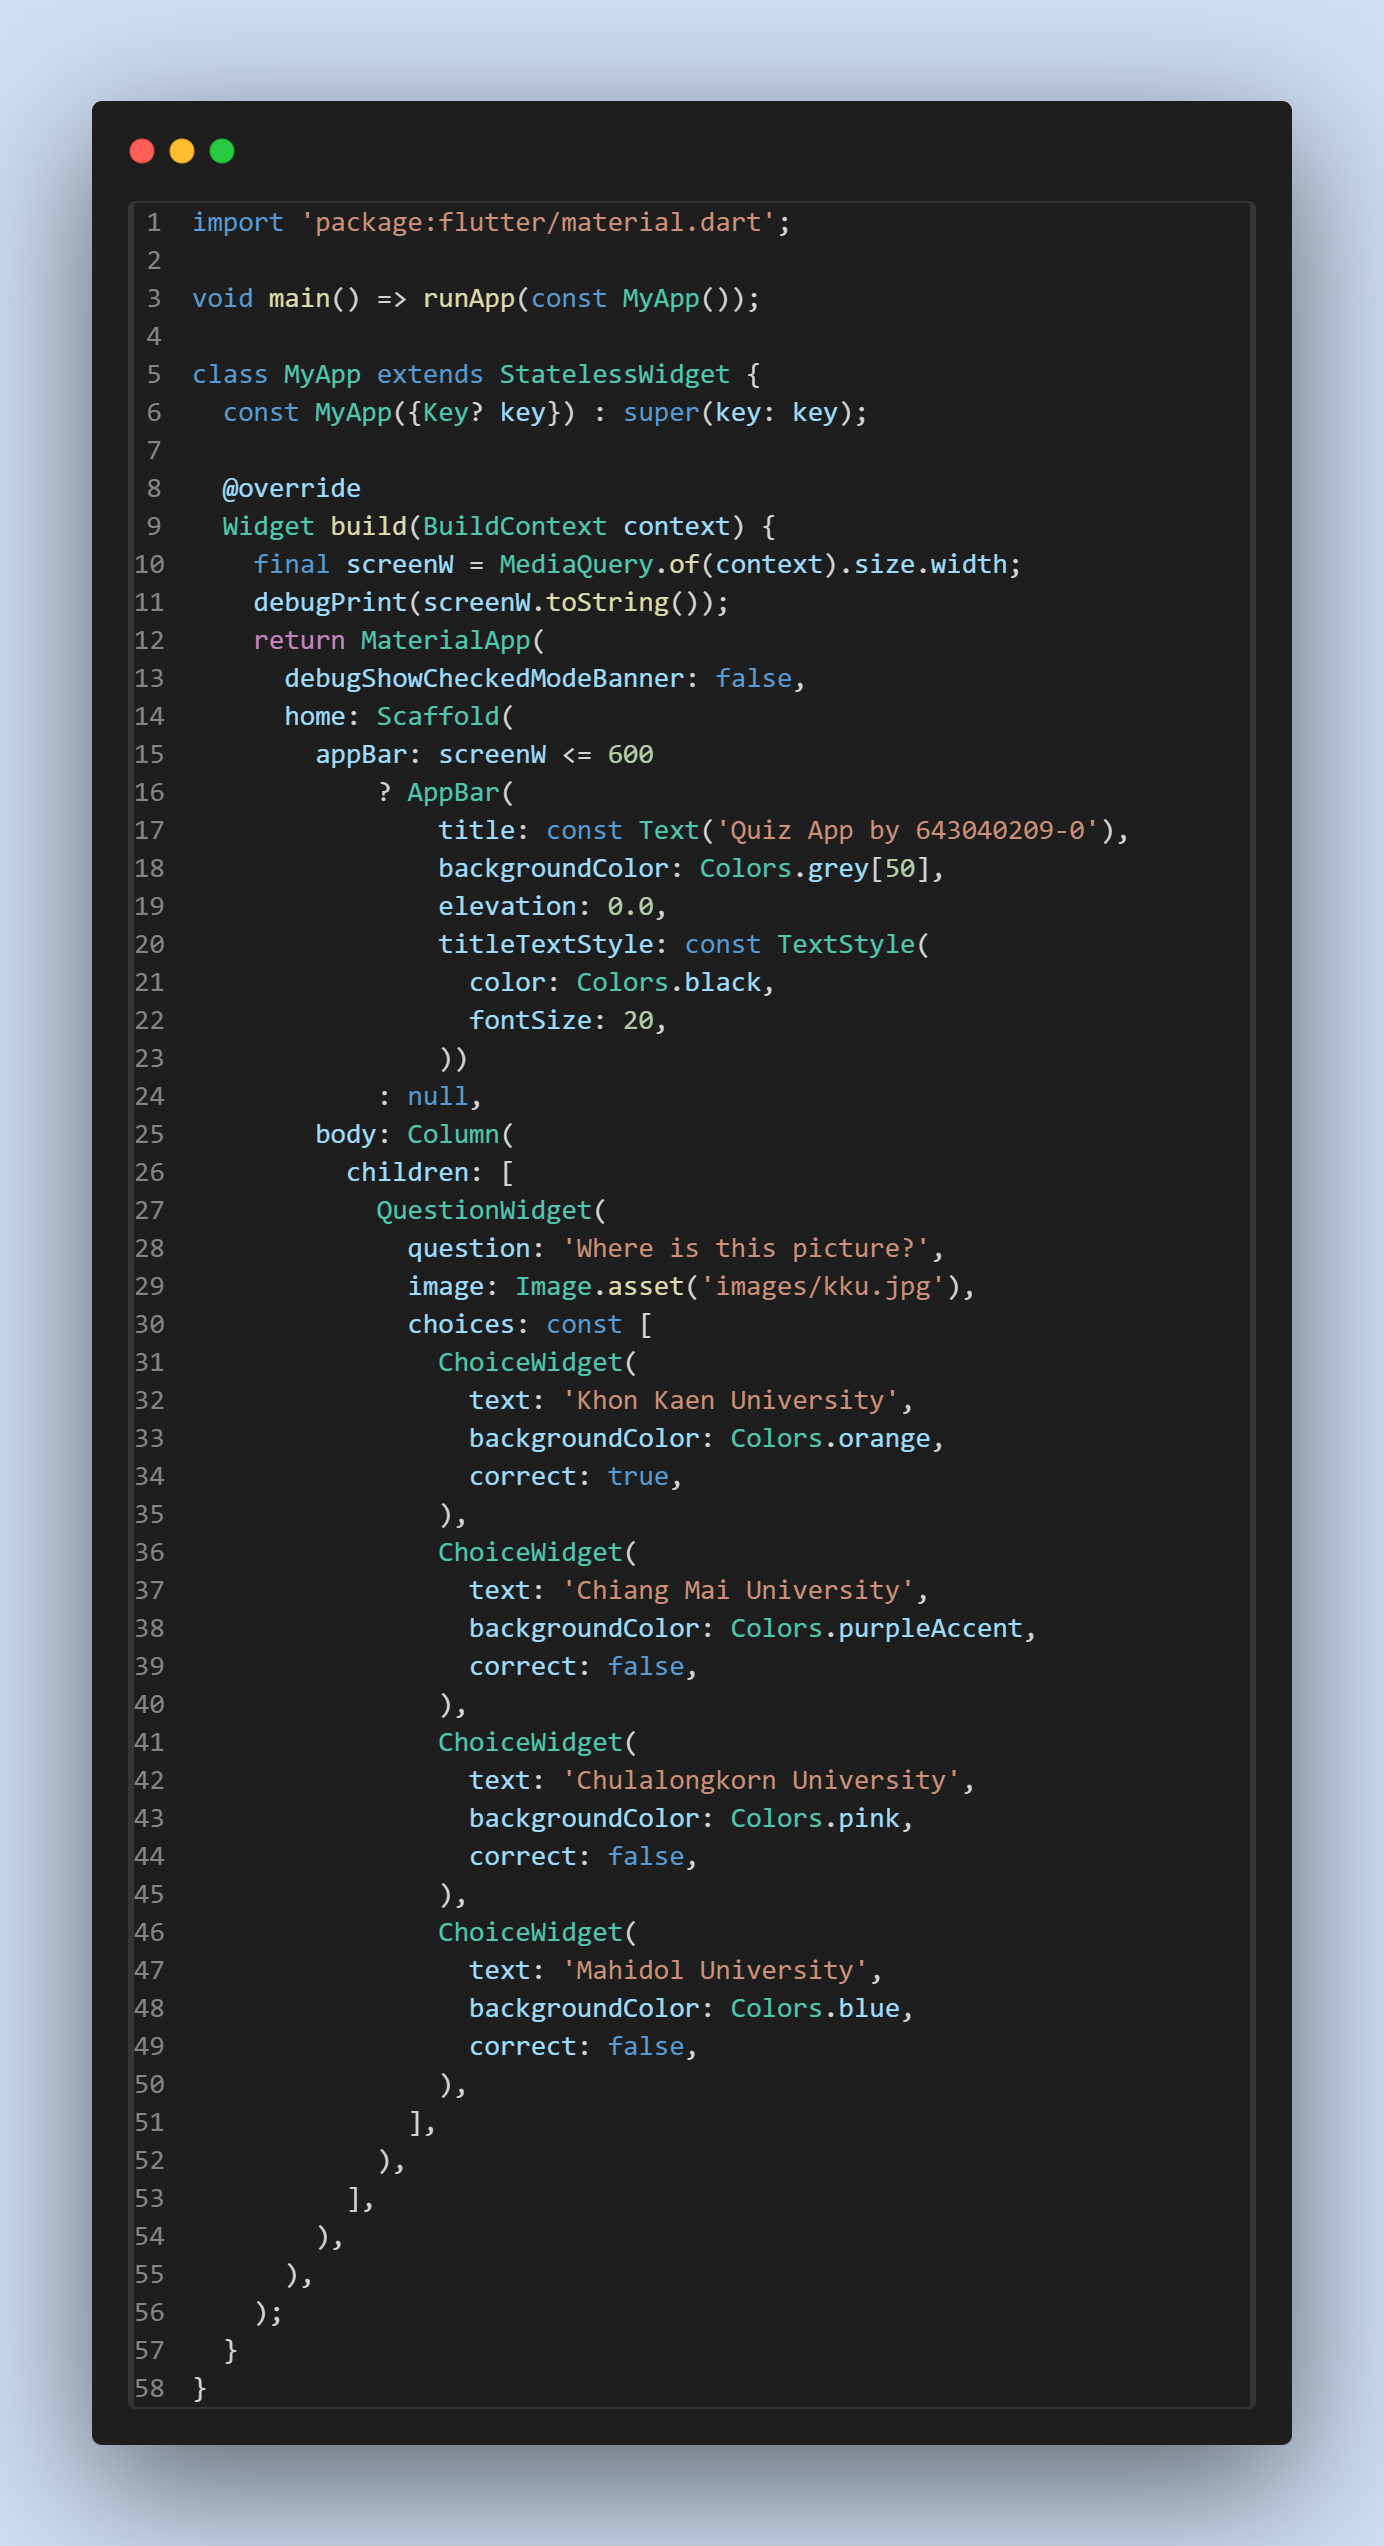 1 import 'package:flutter/material.dart';
2
3 void main() => runApp(const MyApp());
4
5 class MyApp extends StatelessWidget {
6   const MyApp({Key? key}) : super(key: key);
7
8   @override
9   Widget build(BuildContext context) {
10     final screenW = MediaQuery.of(context).size.width;
11     debugPrint(screenW.toString());
12     return MaterialApp(
13       debugShowCheckedModeBanner: false,
14       home: Scaffold(
15         appBar: screenW <= 600
16             ? AppBar(
17                 title: const Text('Quiz App by 643040209-0'),
18                 backgroundColor: Colors.grey[50],
19                 elevation: 0.0,
20                 titleTextStyle: const TextStyle(
21                   color: Colors.black,
22                   fontSize: 20,
23                 ))
24             : null,
25         body: Column(
26           children: [
27             QuestionWidget(
28               question: 'Where is this picture?',
29               image: Image.asset('images/kku.jpg'),
30               choices: const [
31                 ChoiceWidget(
32                   text: 'Khon Kaen University',
33                   backgroundColor: Colors.orange,
34                   correct: true,
35                 ),
36                 ChoiceWidget(
37                   text: 'Chiang Mai University',
38                   backgroundColor: Colors.purpleAccent,
39                   correct: false,
40                 ),
41                 ChoiceWidget(
42                   text: 'Chulalongkorn University',
43                   backgroundColor: Colors.pink,
44                   correct: false,
45                 ),
46                 ChoiceWidget(
47                   text: 'Mahidol University',
48                   backgroundColor: Colors.blue,
49                   correct: false,
50                 ),
51               ],
52             ),
53           ],
54         ),
55       ),
56     );
57   }
58 }